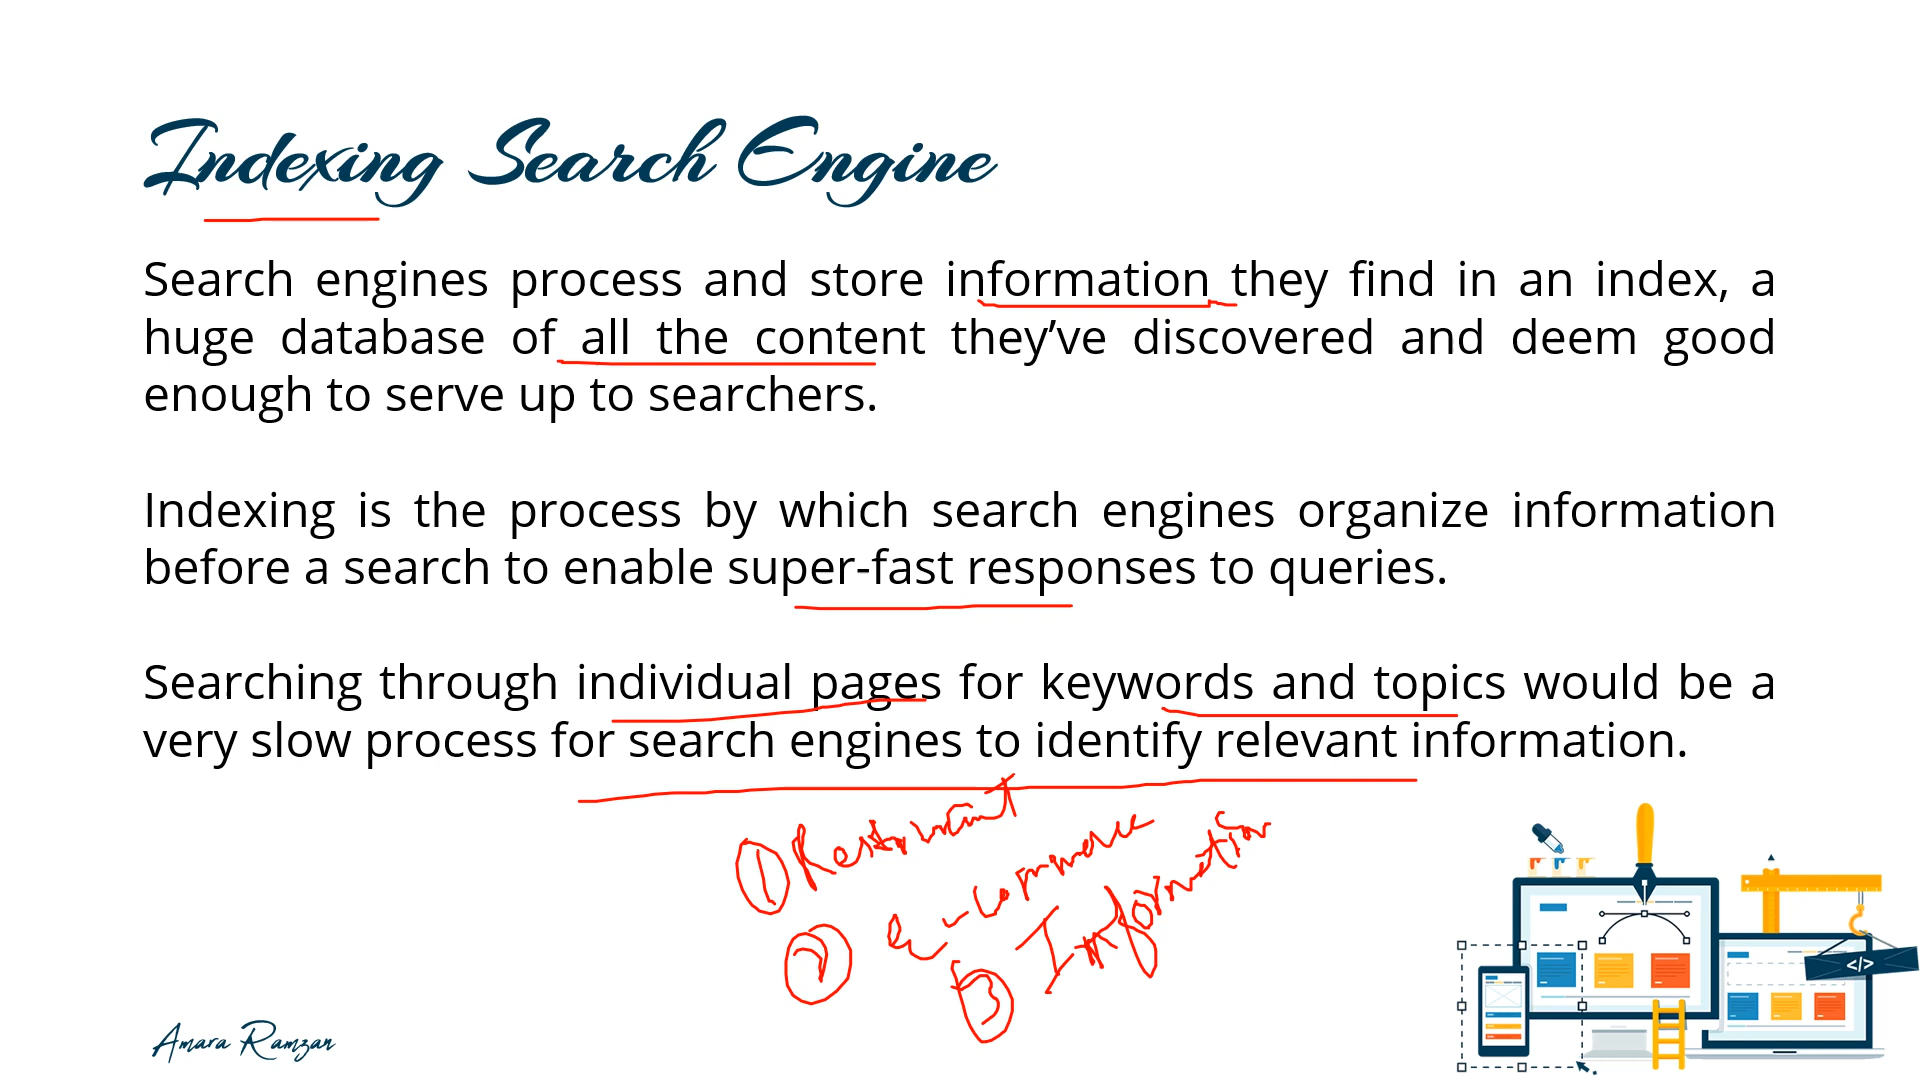 Indexing Search Engine
Search engines process and store information they find in an index, a
huge database of all the content they’ve discovered and deem good
enough to serve up to searchers.
Indexing is the process by which search engines organize information
before a search to enable super-fast responses to queries.
Searching through individual pages for keywords and topics would be a
very slow process for search engines to identify relevant information.
1
2 e-commerce
3 Information
</>
Amara Ramzan